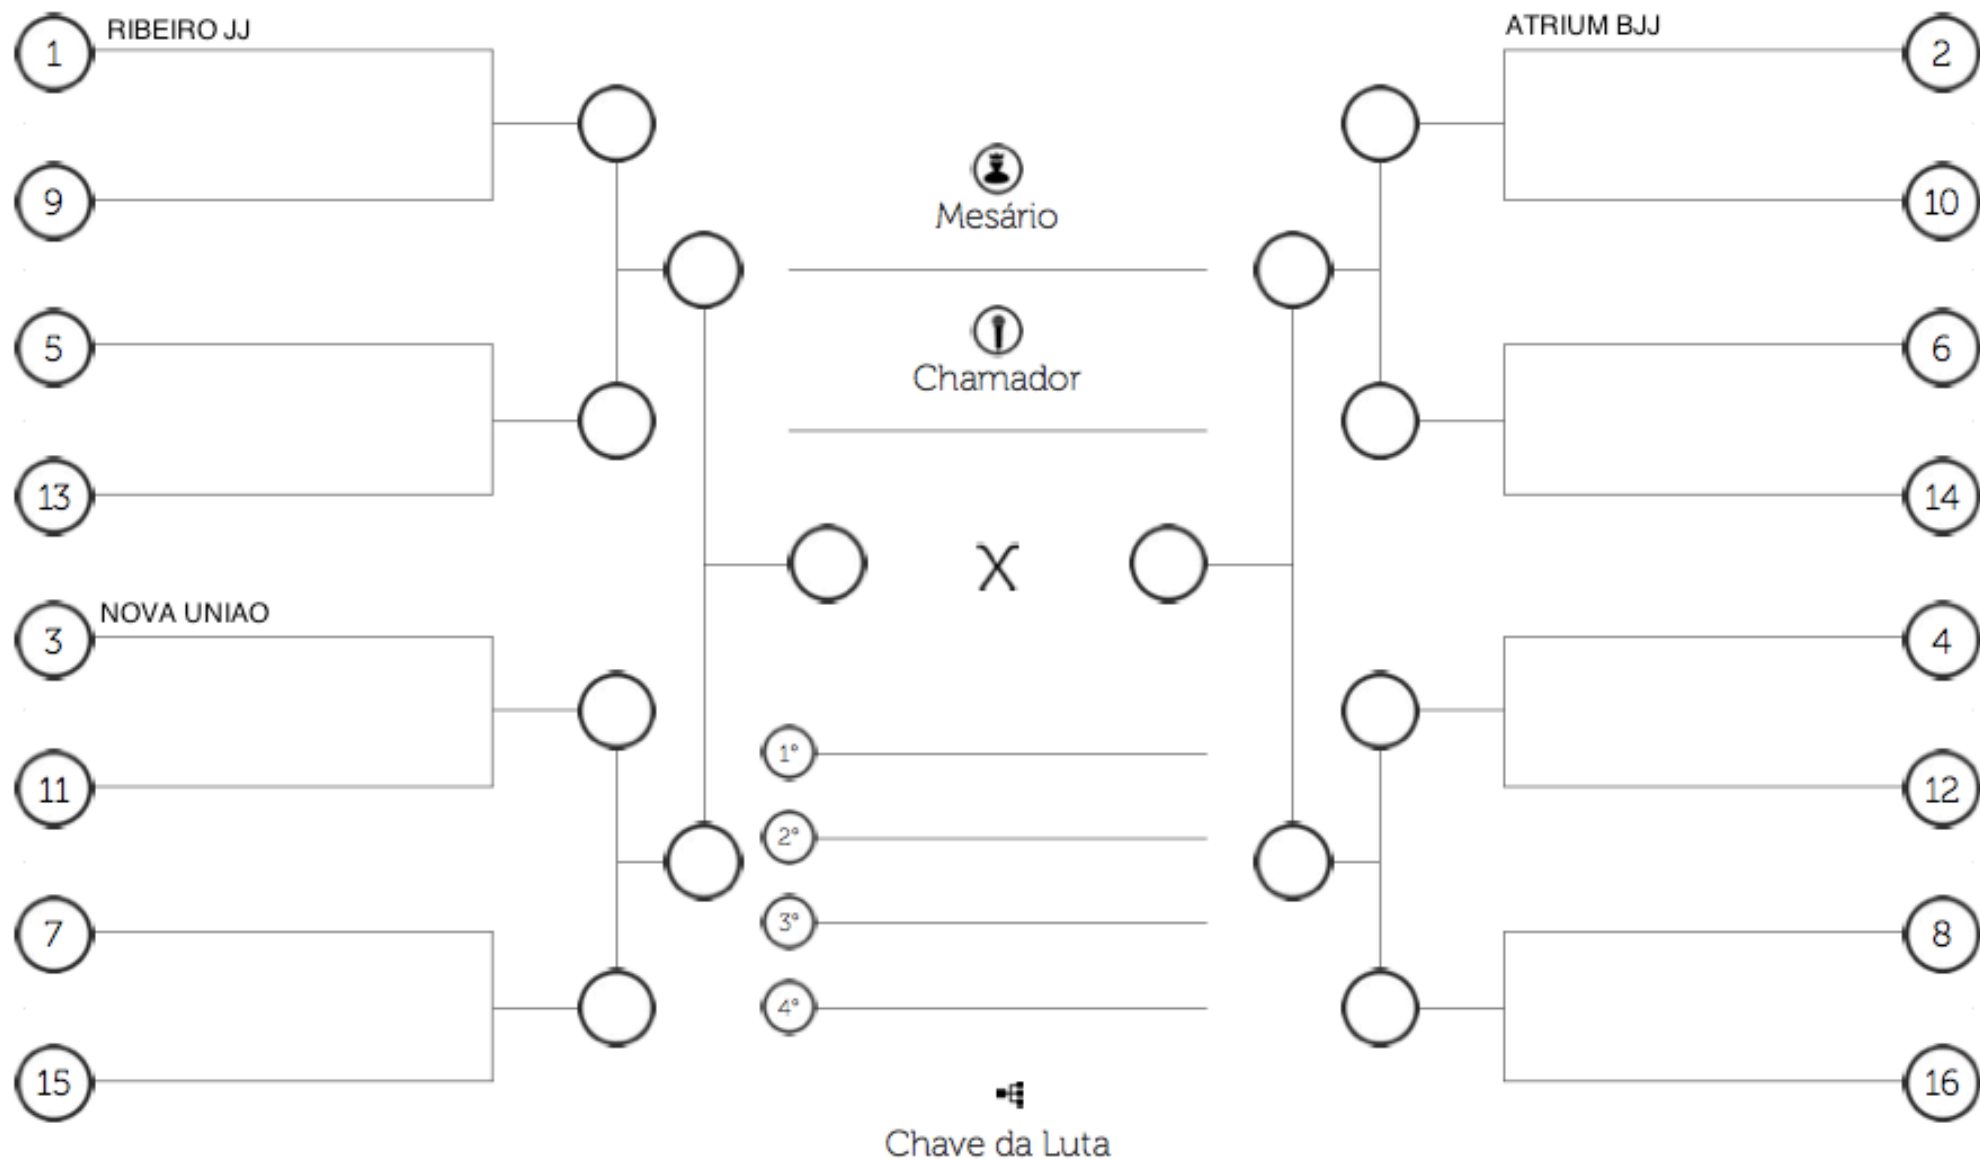 1 RIBEIRO JJ
9
5
13
3 NOVA UNIAO
11
7
15
Mesário
Chamador
X
1°
2°
3°
4°
Chave da Luta
ATRIUM BJJ 2
10
6
14
4
12
8
16